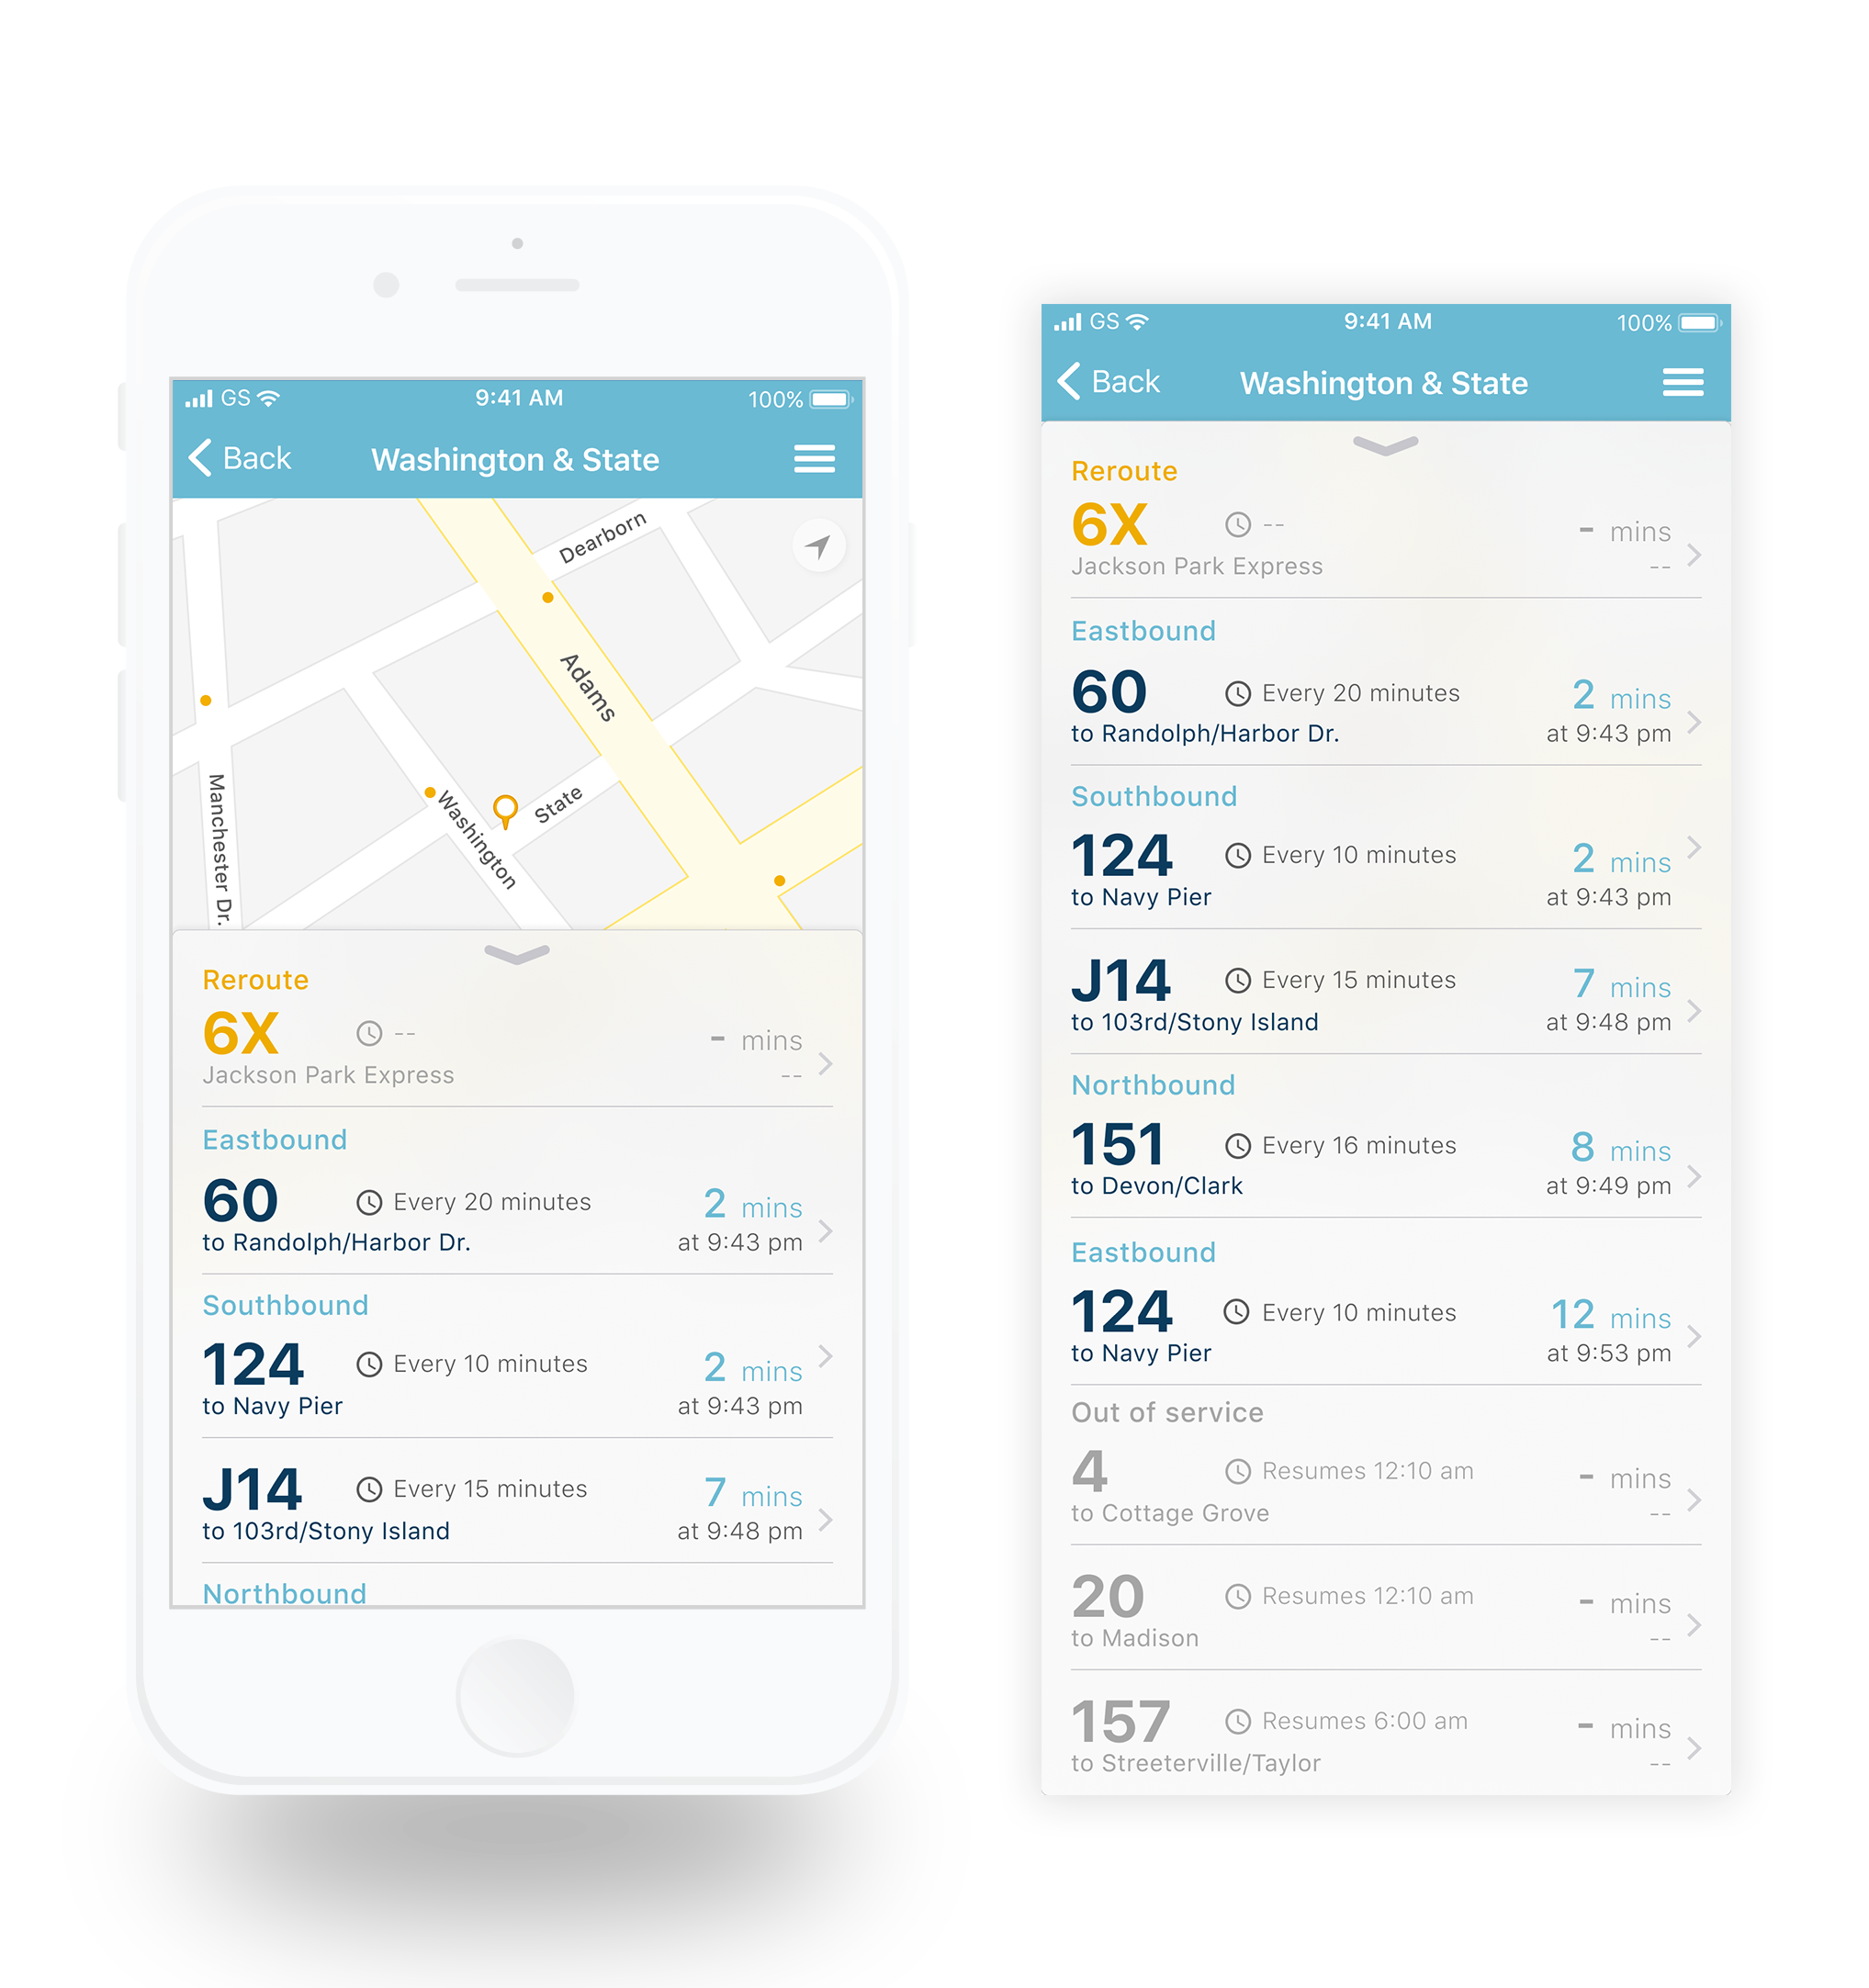 GS 9:41 AM 100%
Back Washington & State
Dearborn
Adams
Manchester Dr.
Washington
State
Reroute
6X -- - mins
Jackson Park Express --
Eastbound
60 Every 20 minutes 2 mins
to Randolph/Harbor Dr. at 9:43 pm
Southbound
124 Every 10 minutes 2 mins
to Navy Pier at 9:43 pm
J14 Every 15 minutes 7 mins
to 103rd/Stony Island at 9:48 pm
Northbound
GS 9:41 AM 100%
Back Washington & State
Reroute
6X -- - mins
Jackson Park Express --
Eastbound
60 Every 20 minutes 2 mins
to Randolph/Harbor Dr. at 9:43 pm
Southbound
124 Every 10 minutes 2 mins
to Navy Pier at 9:43 pm
J14 Every 15 minutes 7 mins
to 103rd/Stony Island at 9:48 pm
Northbound
151 Every 16 minutes 8 mins
to Devon/Clark at 9:49 pm
Eastbound
124 Every 10 minutes 12 mins
to Navy Pier at 9:53 pm
Out of service
4 Resumes 12:10 am - mins
to Cottage Grove --
20 Resumes 12:10 am - mins
to Madison --
157 Resumes 6:00 am - mins
to Streeterville/Taylor --